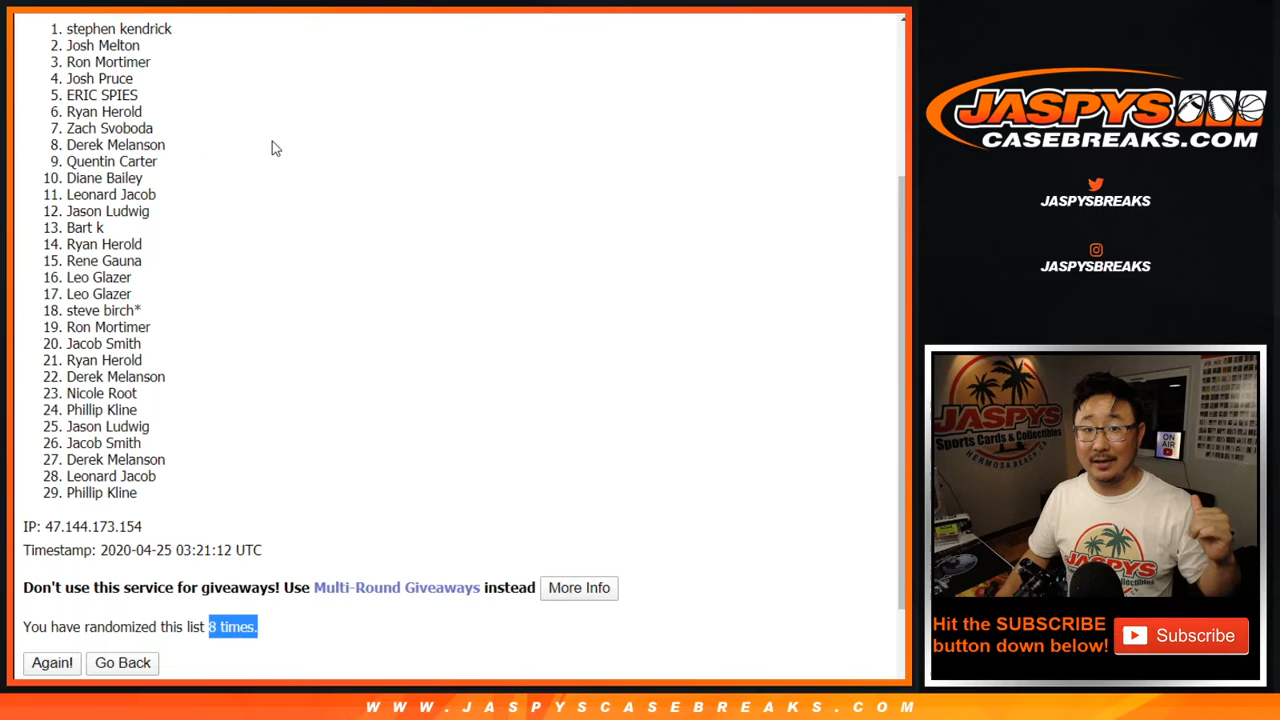 1. stephen kendrick
2. Josh Melton
3. Ron Mortimer
4. Josh Pruce
5. ERIC SPIES
6. Ryan Herold
7. Zach Svoboda
8. Derek Melanson
9. Quentin Carter
10. Diane Bailey
11. Leonard Jacob
12. Jason Ludwig
13. Bart k
14. Ryan Herold
15. Rene Gauna
16. Leo Glazer
17. Leo Glazer
18. steve birch*
19. Ron Mortimer
20. Jacob Smith
21. Ryan Herold
22. Derek Melanson
23. Nicole Root
24. Phillip Kline
25. Jason Ludwig
26. Jacob Smith
27. Derek Melanson
28. Leonard Jacob
29. Phillip Kline
IP: 47.144.173.154
Timestamp: 2020-04-25 03:21:12 UTC
Don't use this service for giveaways! Use Multi-Round Giveaways instead More Info
You have randomized this list 8 times.
Again! Go Back
JASPYS
CASEBREAKS.COM
JASPYSBREAKS
JASPYSBREAKS
JASPYS
Sports Cards & Collectibles
HERMOSA BEACH, CA
ON
AIR
JASPYS
Hit the SUBSCRIBE
button down below!
Subscribe
WWW.JASPYSCASEBREAKS.COM